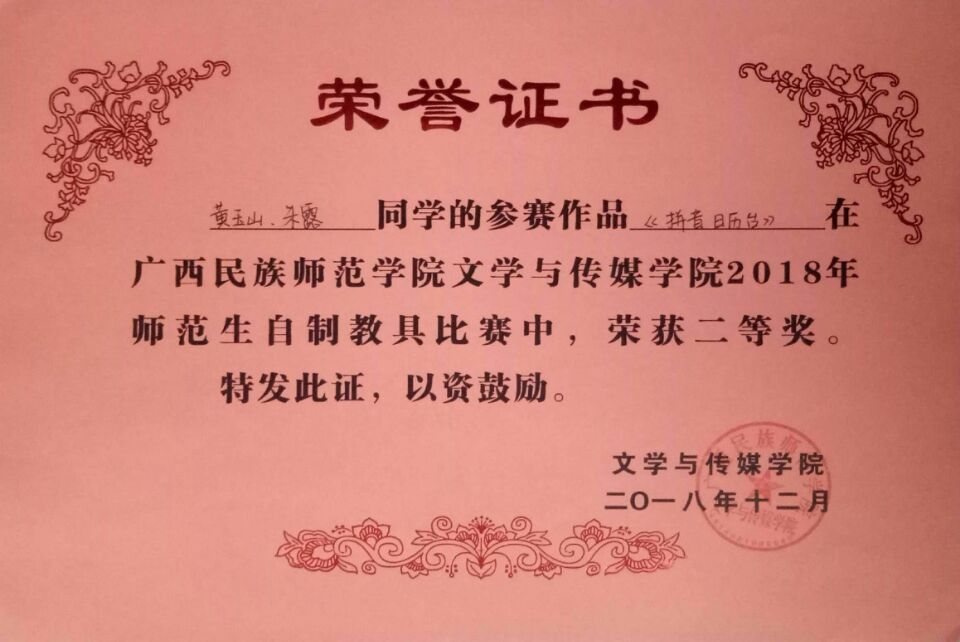 荣誉证书
黄玉山、朱露 同学的参赛作品 《拼音日历台》 在
广西民族师范学院文学与传媒学院2018年
师范生自制教具比赛中，荣获二等奖。
特发此证，以资鼓励。
文学与传媒学院
二〇一八年十二月